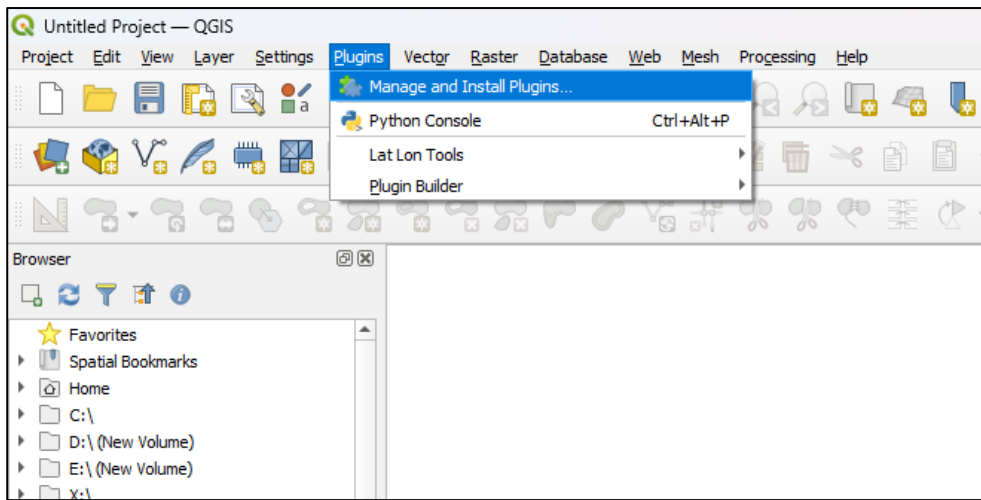 Untitled Project — QGIS
Project Edit View Layer Settings Plugins Vector Raster Database Web Mesh Processing Help
Manage and Install Plugins...
a
Python Console Ctrl+Alt+P
Lat Lon Tools
Plugin Builder
Browser
Favorites
Spatial Bookmarks
Home
C:\
D:\ (New Volume)
E:\ (New Volume)
X:\